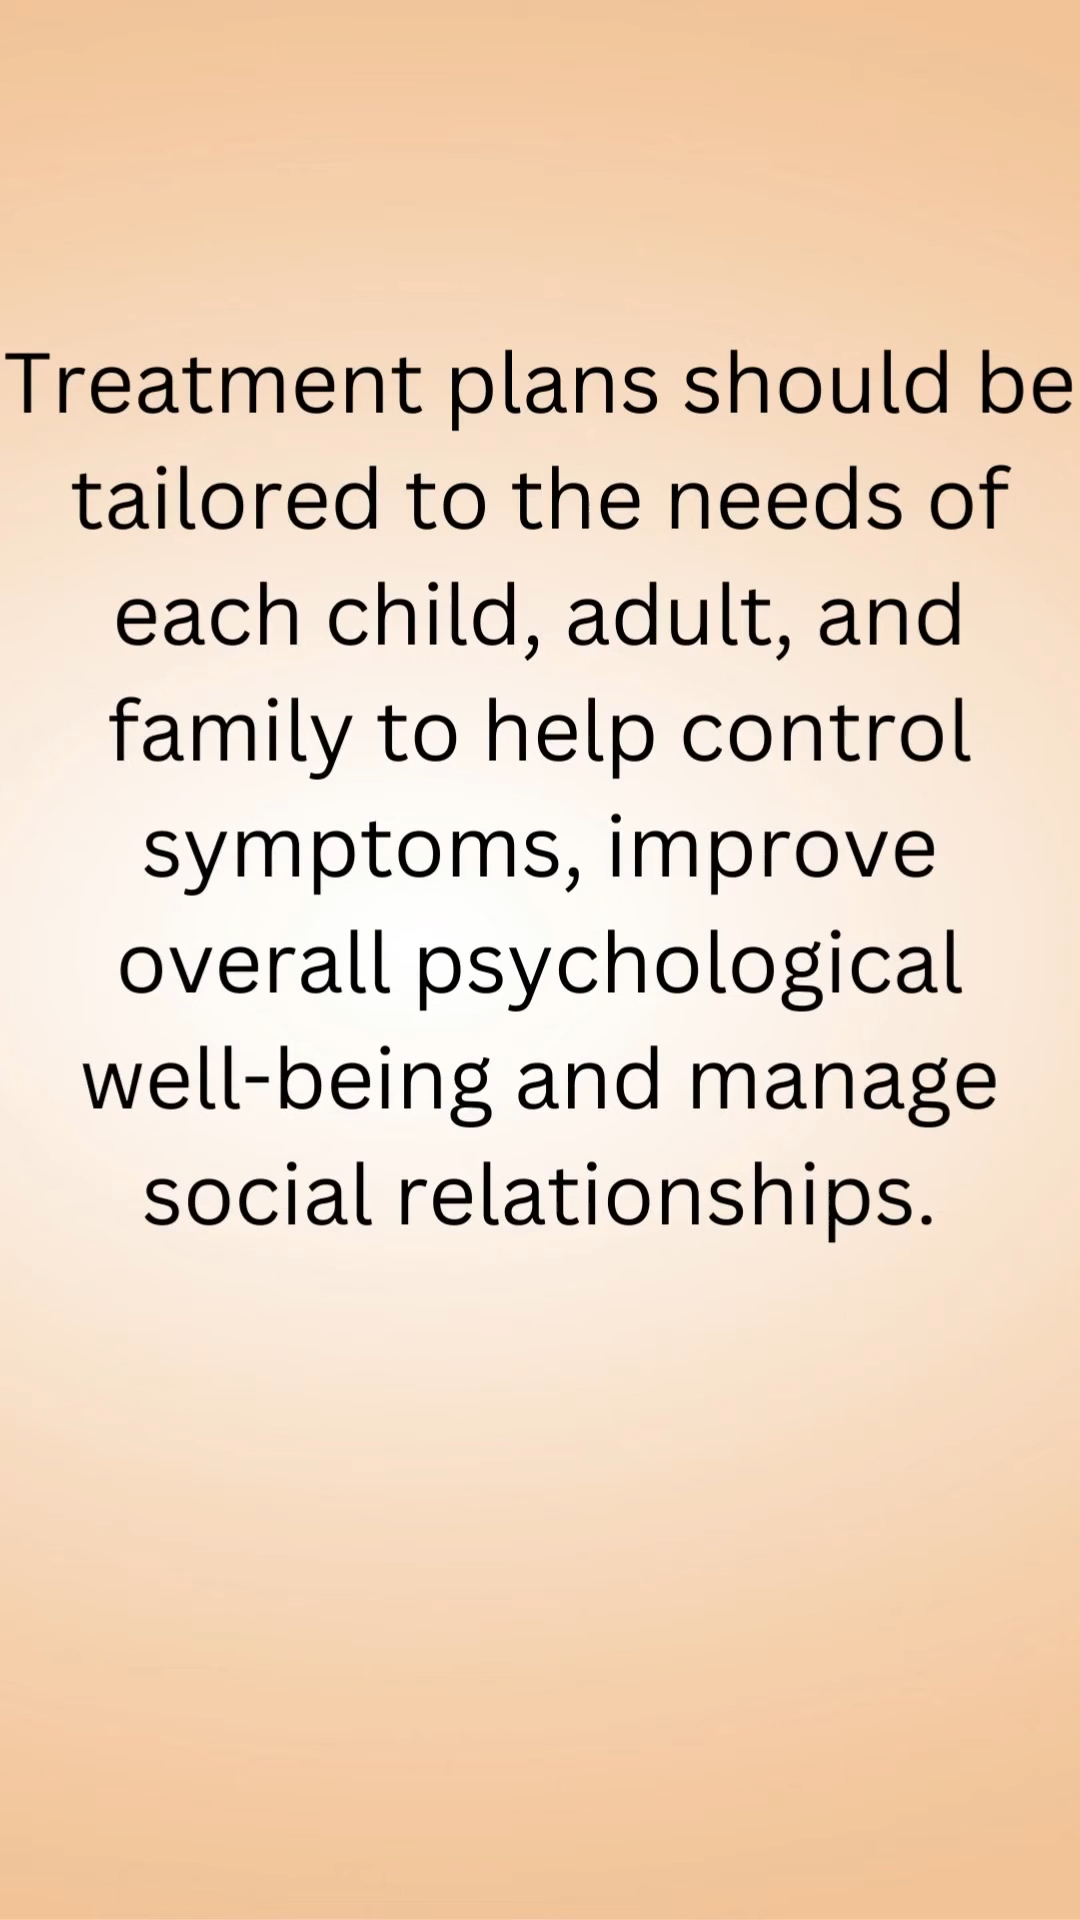 Treatment plans should be
tailored to the needs of
each child, adult, and
family to help control
symptoms, improve
overall psychological
well-being and manage
social relationships.